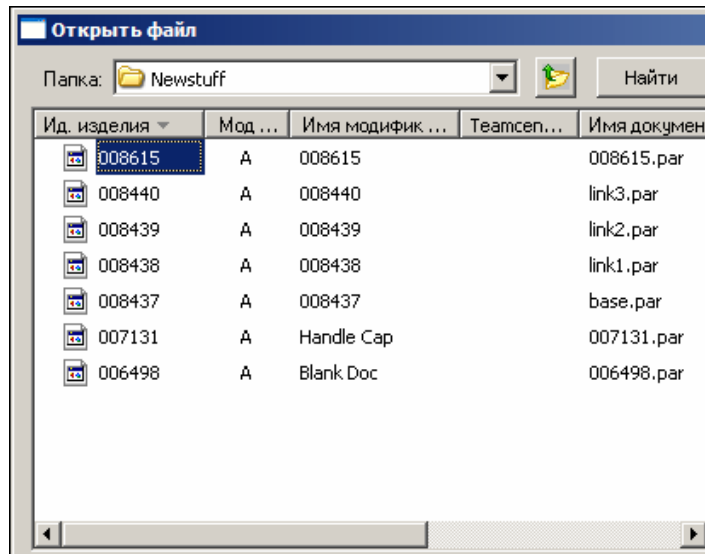 Открыть файл
Папка: Newstuff Найти
Ид. изделия Мод ... Имя модифик ... Teamcen... Имя докумен
008615 A 008615 008615.par
008440 A 008440 link3.par
008439 A 008439 link2.par
008438 A 008438 link1.par
008437 A 008437 base.par
007131 A Handle Cap 007131.par
006498 A Blank Doc 006498.par